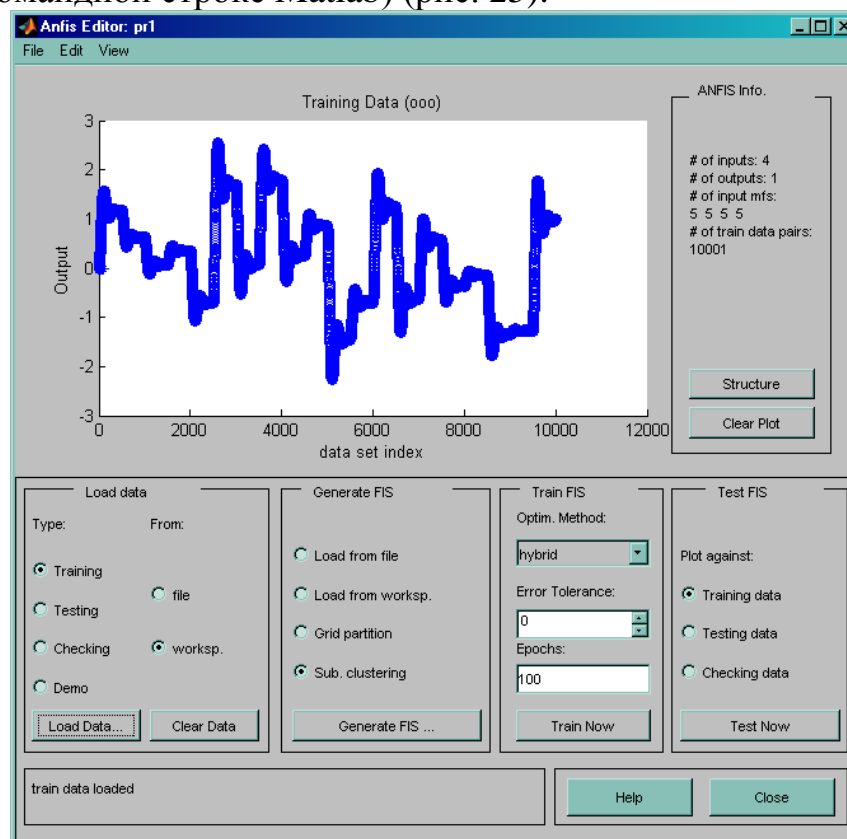 омандной строке Matlab) (рис. 25).
Anfis Editor: pr1
File Edit View
Training Data (ooo)
Output
3
2
1
0
-1
-2
-3
0 2000 4000 6000 8000 10000 12000
data set index
ANFIS Info.
# of inputs: 4
# of outputs: 1
# of input mfs:
5 5 5 5
# of train data pairs:
10001
Structure
Clear Plot
Load data
Type: From:
Training
Testing
Checking
Demo
file
worksp.
Load Data... Clear Data
Generate FIS
Load from file
Load from worksp.
Grid partition
Sub. clustering
Generate FIS ...
Train FIS
Optim. Method:
hybrid
Error Tolerance:
0
Epochs:
100
Train Now
Test FIS
Plot against:
Training data
Testing data
Checking data
Test Now
train data loaded
Help Close